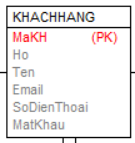 KHACHHANG
MaKH (PK)
Ho
Ten
Email
SoDienThoai
MatKhau